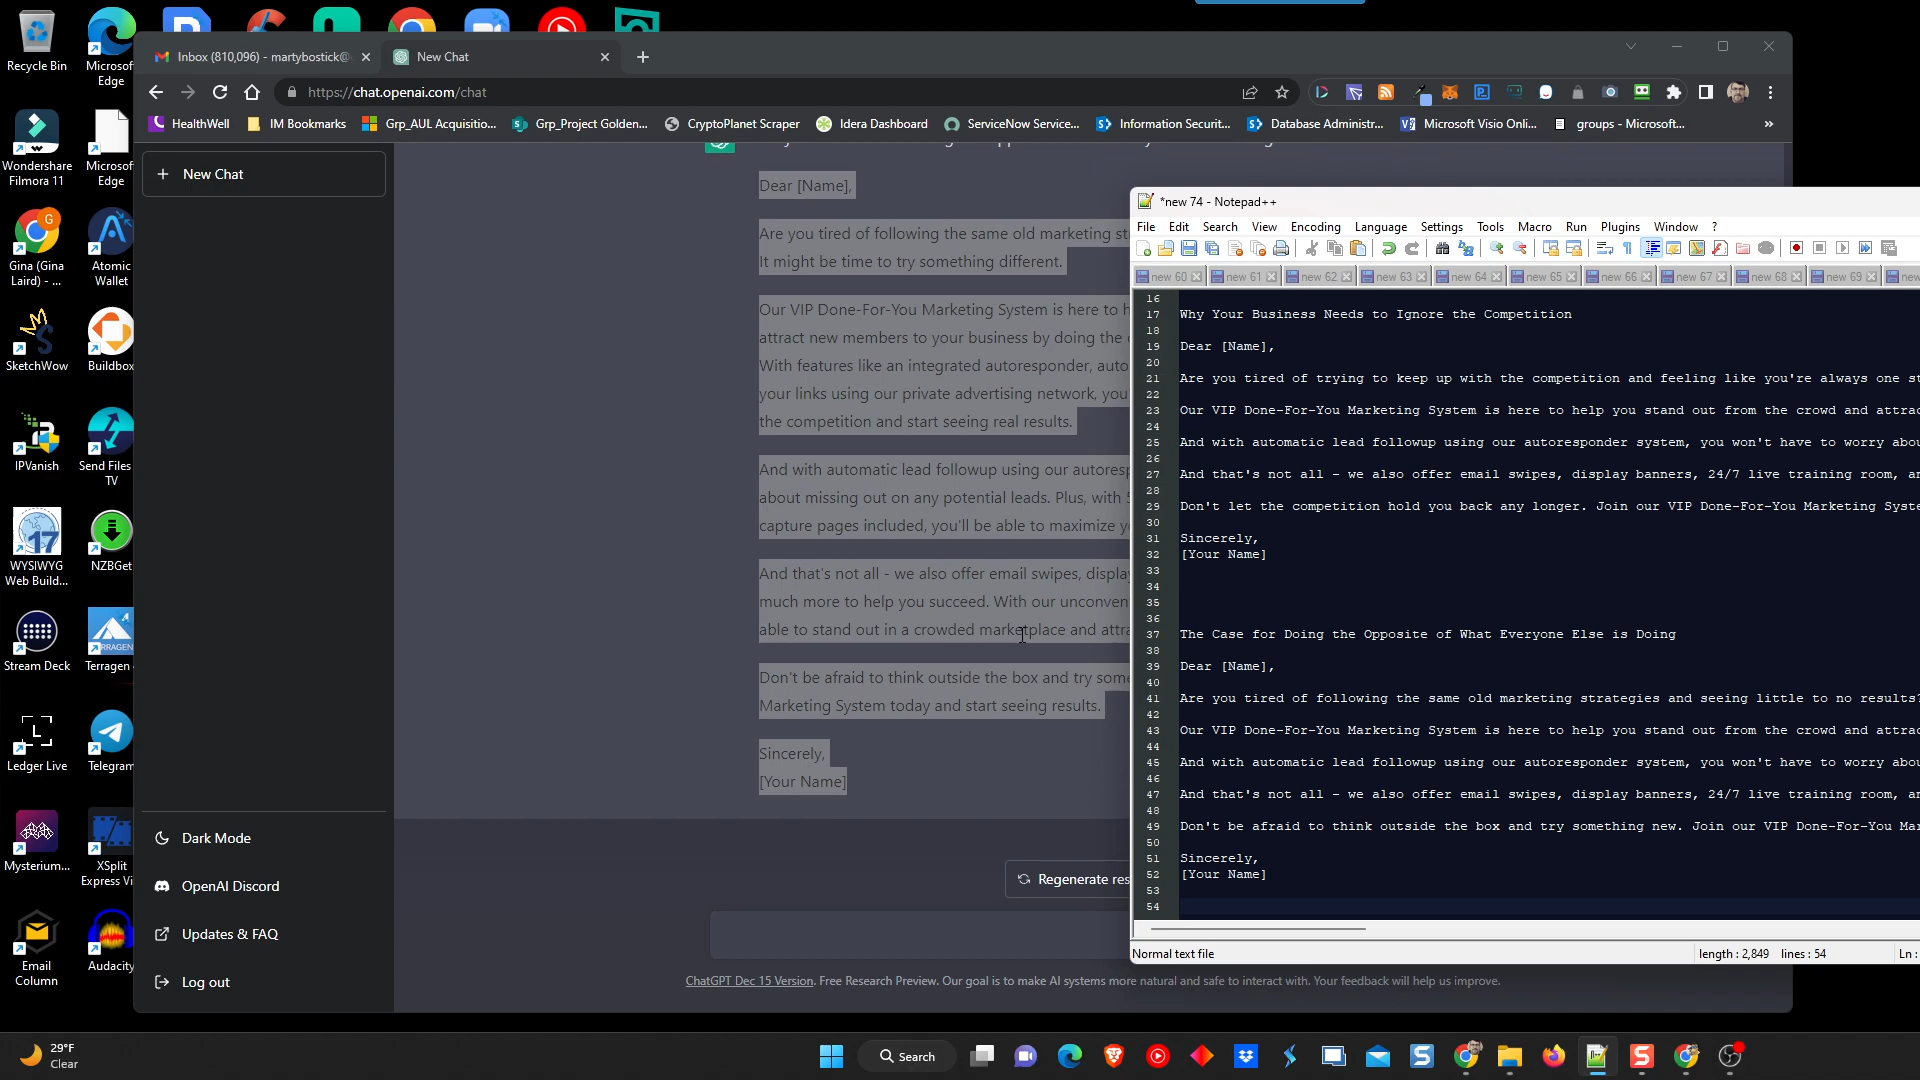 Recycle Bin
Microsof
Edge
Wondershare
Filmora 11
Microsof
Edge
Gina (Gina
Laird) - ...
Atomic
Wallet
SketchWow
Buildbox
IPVanish
Send Files
TV
WYSIWYG
Web Build...
NZBGet
Stream Deck
Terragen
Ledger Live
Telegram
Mysterium...
XSplit
Express Vi
Email
Column
Audacity
Inbox (810,096) - martybostick@
New Chat
https://chat.openai.com/chat
HealthWell
IM Bookmarks
Grp_AUL Acquisitio...
Grp_Project Golden...
CryptoPlanet Scraper
Idera Dashboard
ServiceNow Service...
Information Securit...
Database Administr...
Microsoft Visio Onli...
groups - Microsoft...
»
+ New Chat
Dark Mode
OpenAI Discord
Updates & FAQ
Log out
Dear [Name],
Are you tired of following the same old marketing st
It might be time to try something different.
Our VIP Done-For-You Marketing System is here to h
attract new members to your business by doing the
With features like an integrated autoresponder, auto
your links using our private advertising network, you
the competition and start seeing real results.
And with automatic lead followup using our autoresp
about missing out on any potential leads. Plus, with
capture pages included, you'll be able to maximize y
And that's not all - we also offer email swipes, displa
much more to help you succeed. With our unconven
able to stand out in a crowded marketplace and attra
Don't be afraid to think outside the box and try some
Marketing System today and start seeing results.
Sincerely,
[Your Name]
Regenerate res
ChatGPT Dec 15 Version. Free Research Preview. Our goal is to make AI systems more natural and safe to interact with. Your feedback will help us improve.
*new 74 - Notepad++
File Edit Search View Encoding Language Settings Tools Macro Run Plugins Window ?
new 60 new 61 new 62 new 63 new 64 new 65 new 66 new 67 new 68 new 69 new
16
17 Why Your Business Needs to Ignore the Competition
18
19 Dear [Name],
20
21 Are you tired of trying to keep up with the competition and feeling like you're always one st
22
23 Our VIP Done-For-You Marketing System is here to help you stand out from the crowd and attrac
24
25 And with automatic lead followup using our autoresponder system, you won't have to worry abou
26
27 And that's not all - we also offer email swipes, display banners, 24/7 live training room, an
28
29 Don't let the competition hold you back any longer. Join our VIP Done-For-You Marketing Syste
30
31 Sincerely,
32 [Your Name]
33
34
35
36
37 The Case for Doing the Opposite of What Everyone Else is Doing
38
39 Dear [Name],
40
41 Are you tired of following the same old marketing strategies and seeing little to no results?
42
43 Our VIP Done-For-You Marketing System is here to help you stand out from the crowd and attrac
44
45 And with automatic lead followup using our autoresponder system, you won't have to worry abou
46
47 And that's not all - we also offer email swipes, display banners, 24/7 live training room, an
48
49 Don't be afraid to think outside the box and try something new. Join our VIP Done-For-You Mar
50
51 Sincerely,
52 [Your Name]
53
54
Normal text file
length : 2,849 lines : 54
Ln :
29°F
Clear
Search